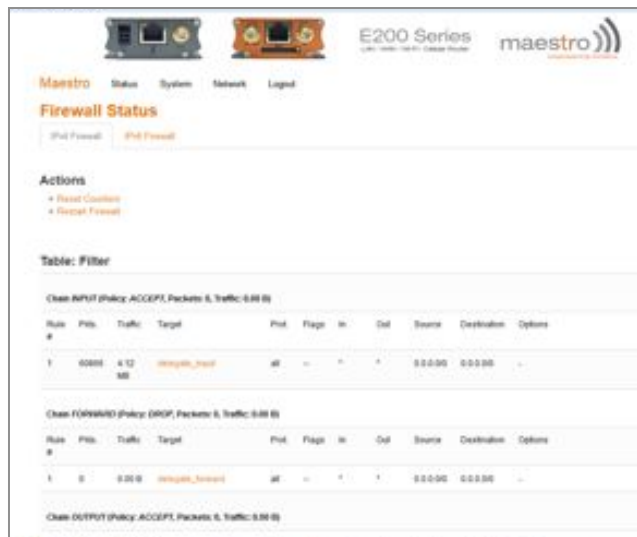 E200 Series
maestro
Maestro Status System Network Logout
Firewall Status
IPv4 Firewall IPv6 Firewall
Actions
Reset Counters
Restart Firewall
Table: Filter
Chain INPUT (Policy: ACCEPT, Packets: 0, Traffic: 0.00 B)
Rule # Pkts. Traffic Target Prot. Flags In Out Source Destination Options
1 4.12 MB delegate_input all -- * * 0.0.0.0/0 0.0.0.0/0 -
Chain FORWARD (Policy: DROP, Packets: 0, Traffic: 0.00 B)
Rule # Pkts. Traffic Target Prot. Flags In Out Source Destination Options
1 0 0.00 B delegate_forward all -- * * 0.0.0.0/0 0.0.0.0/0 -
Chain OUTPUT (Policy: ACCEPT, Packets: 0, Traffic: 0.00 B)